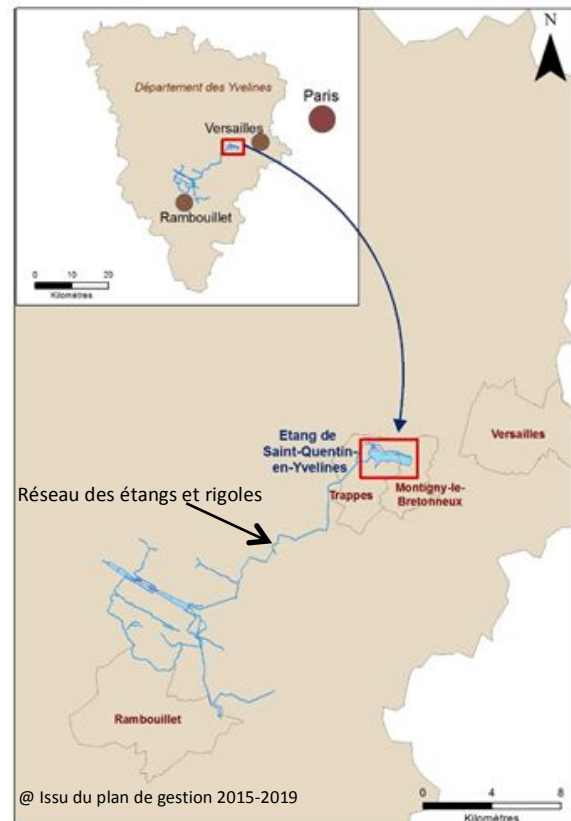 N
Département des Yvelines
Paris
Versailles
Rambouillet
0 10 20
Kilomètres
Etang de
Saint-Quentin-
en-Yvelines
Versailles
Trappes
Montigny-le-
Bretonneux
Réseau des étangs et rigoles
Rambouillet
@ Issu du plan de gestion 2015-2019
0 4 8
Kilomètres